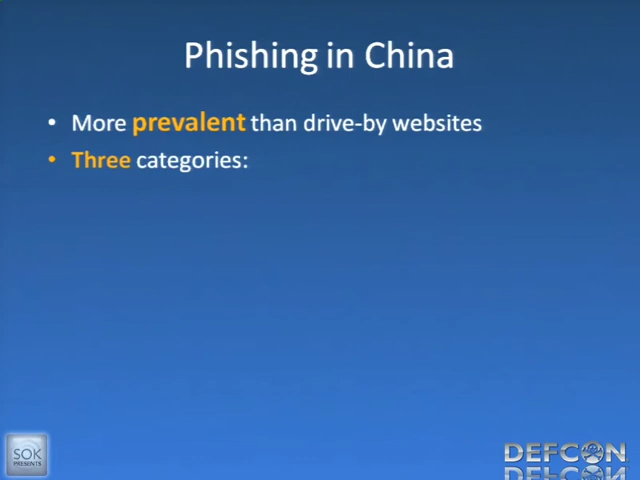 Phishing in China
• More prevalent than drive-by websites
• Three categories:
SOK
PRESENTS
DEFCON